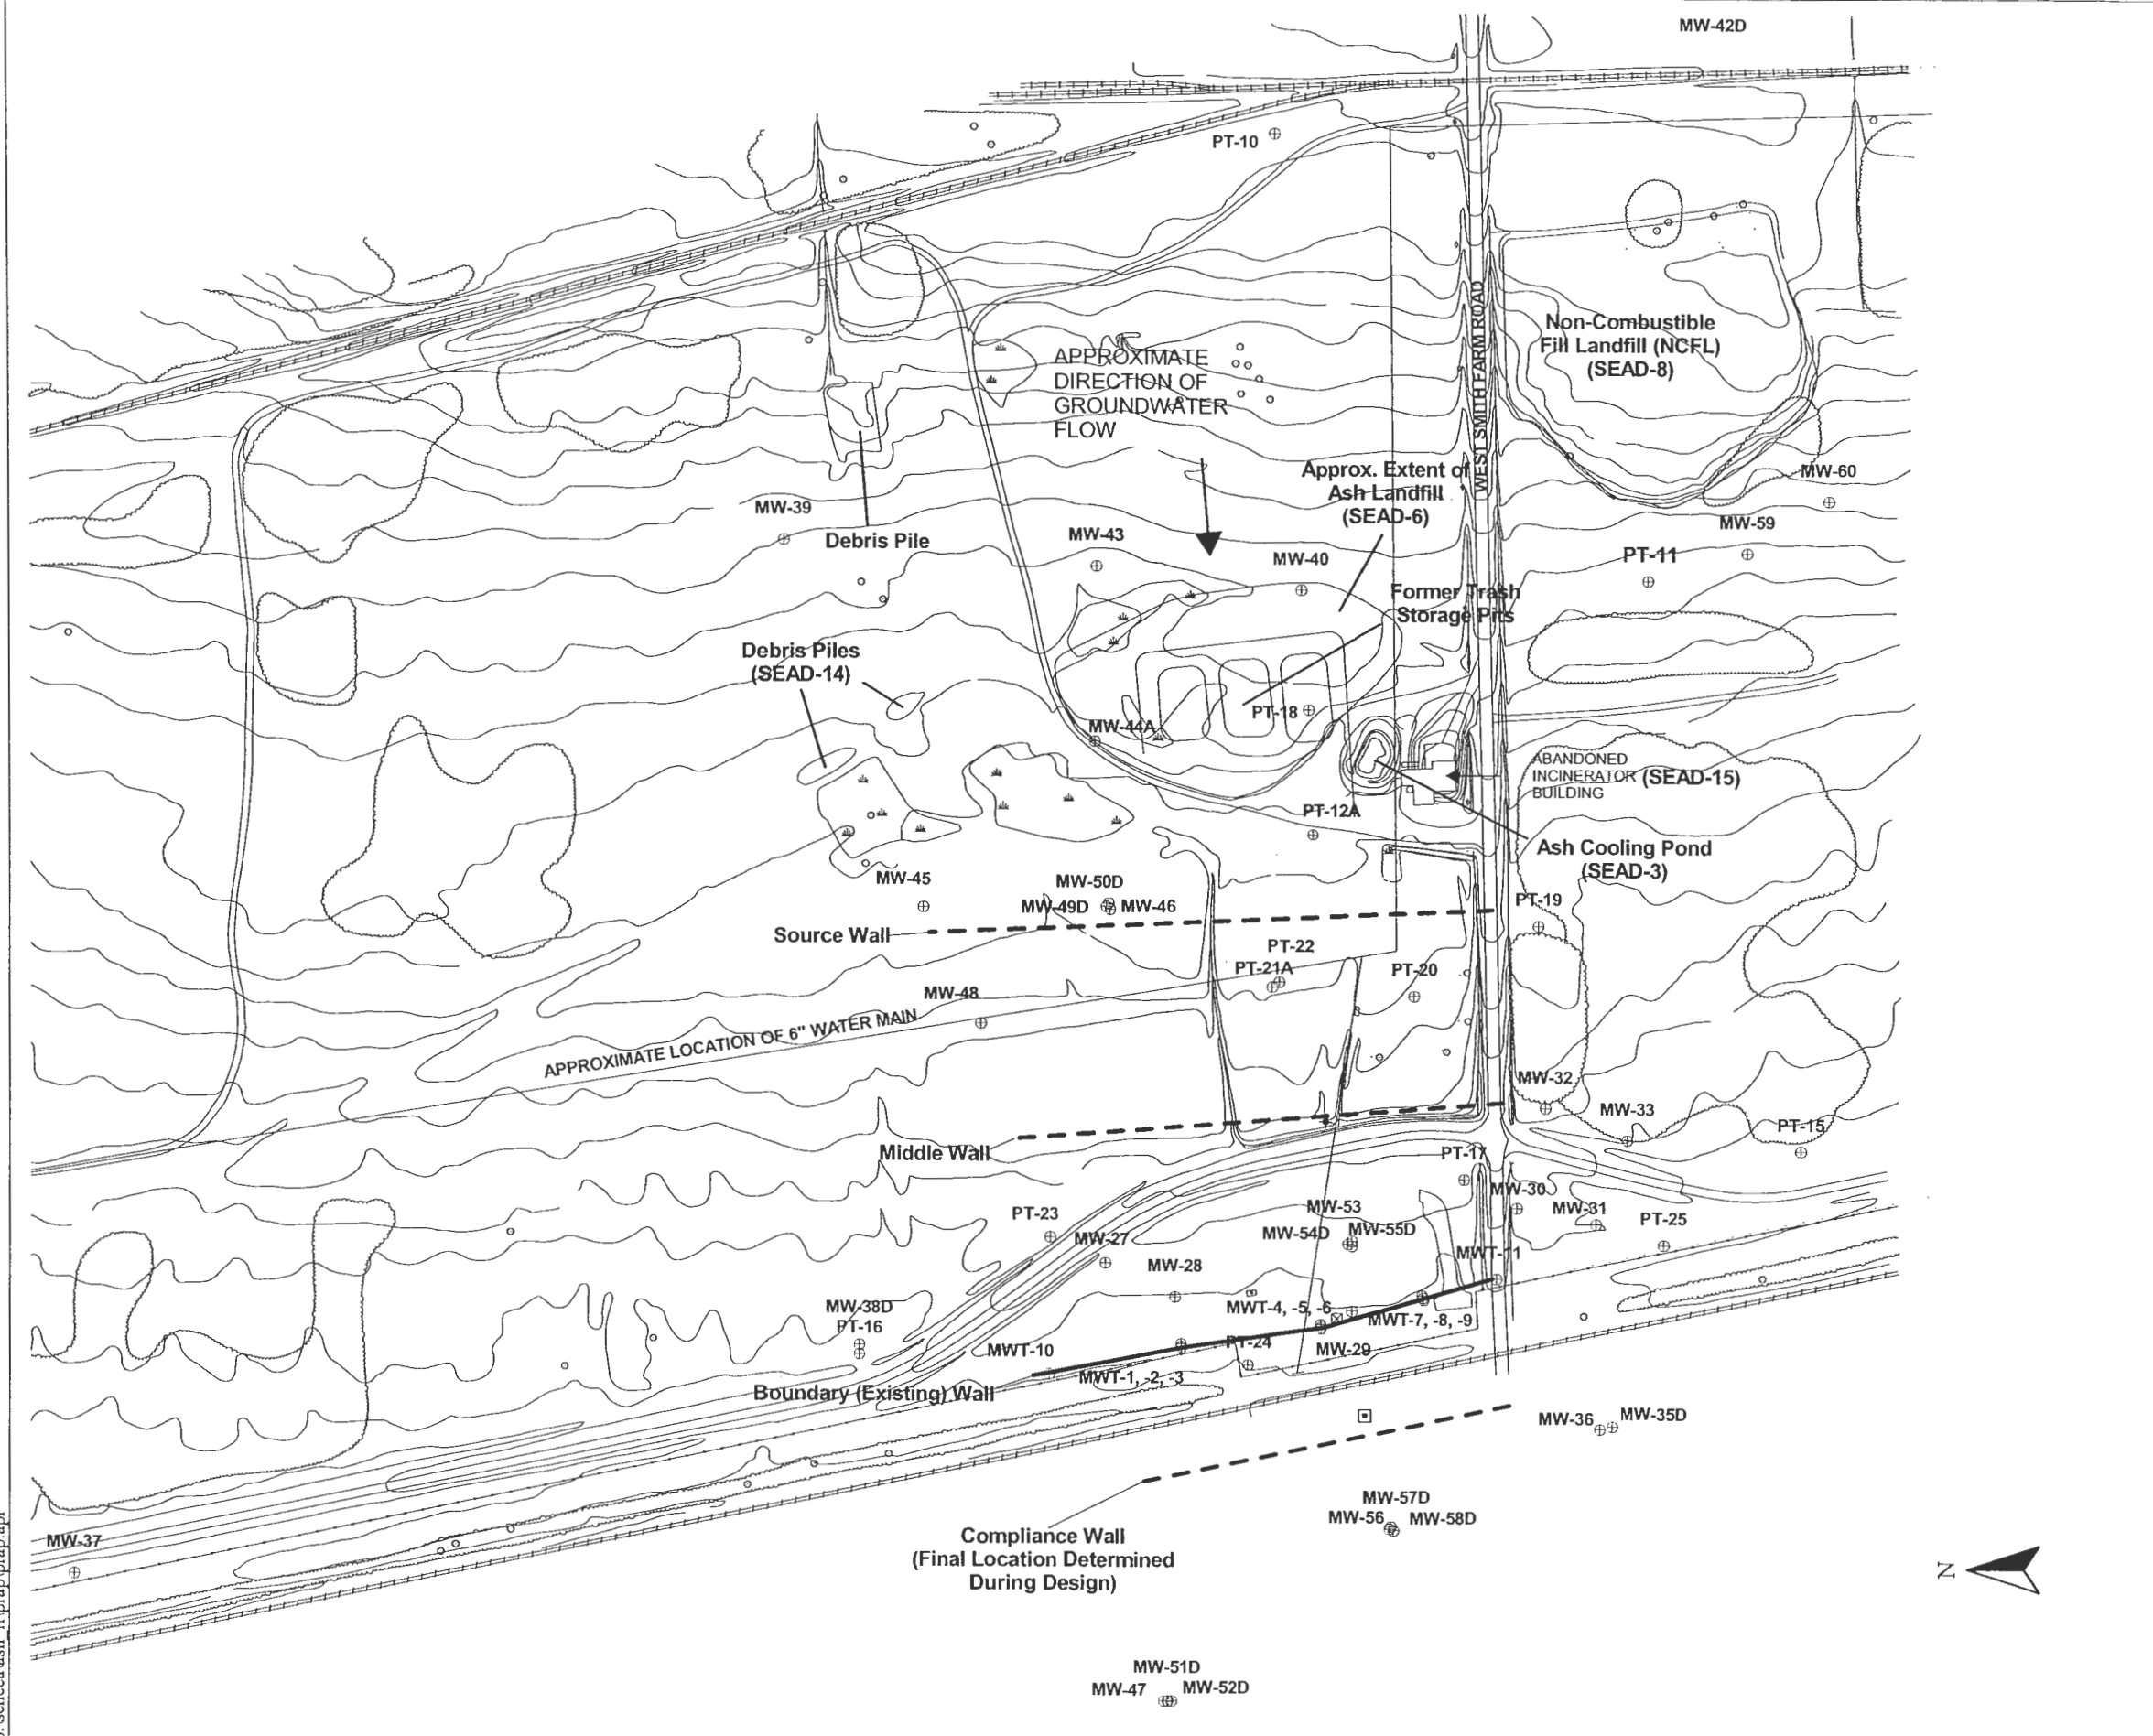 MW-42D
PT-10
WEST SMITH FARM ROAD
Non-Combustible
Fill Landfill (NCFL)
(SEAD-8)
APPROXIMATE
DIRECTION OF
GROUNDWATER
FLOW
Approx. Extent of
Ash Landfill
(SEAD-6)
MW-60
MW-39
MW-59
Debris Pile
MW-43
MW-40
PT-11
Former Trash
Storage Pits
Debris Piles
(SEAD-14)
PT-18
MW-44A
ABANDONED
INCINERATOR (SEAD-15)
BUILDING
PT-12A
Ash Cooling Pond
(SEAD-3)
MW-45
MW-50D
MW-49D
MW-46
PT-19
Source Wall
PT-22
PT-21A
PT-20
MW-48
APPROXIMATE LOCATION OF 6" WATER MAIN
MW-32
MW-33
PT-15
Middle Wall
PT-17
MW-30
MW-31
PT-25
PT-23
MW-53
MW-54D
MW-55D
MW-27
MW-28
MWT-11
MW-38D
PT-16
MWT-4, -5, -6
MWT-7, -8, -9
MWT-10
PT-24
MW-29
MWT-1, -2, -3
Boundary (Existing) Wall
MW-36
MW-35D
MW-57D
MW-56
MW-58D
MW-37
Compliance Wall
(Final Location Determined
During Design)
N
MW-51D
MW-47
MW-52D